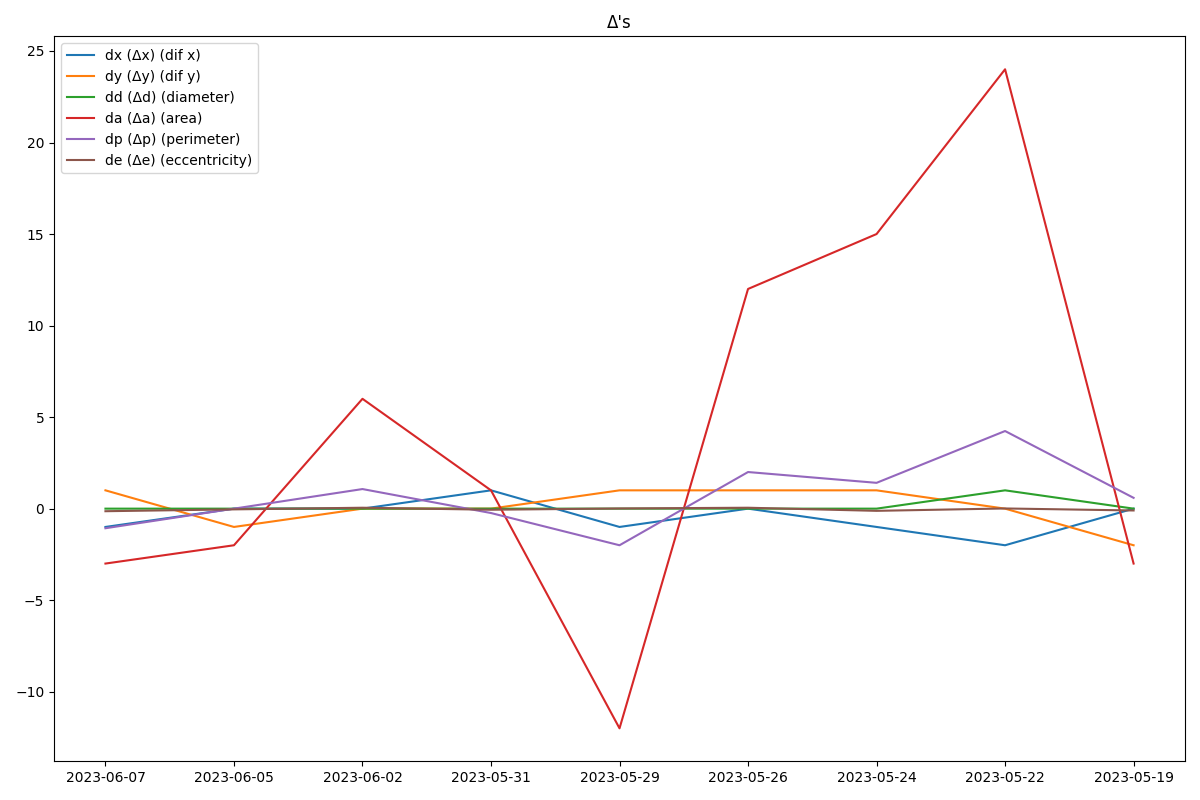 Δ's
dx (Δx) (dif x)
dy (Δy) (dif y)
dd (Δd) (diameter)
da (Δa) (area)
dp (Δp) (perimeter)
de (Δe) (eccentricity)
25
20
15
10
5
0
−5
−10
2023-06-07 2023-06-05 2023-06-02 2023-05-31 2023-05-29 2023-05-26 2023-05-24 2023-05-22 2023-05-19